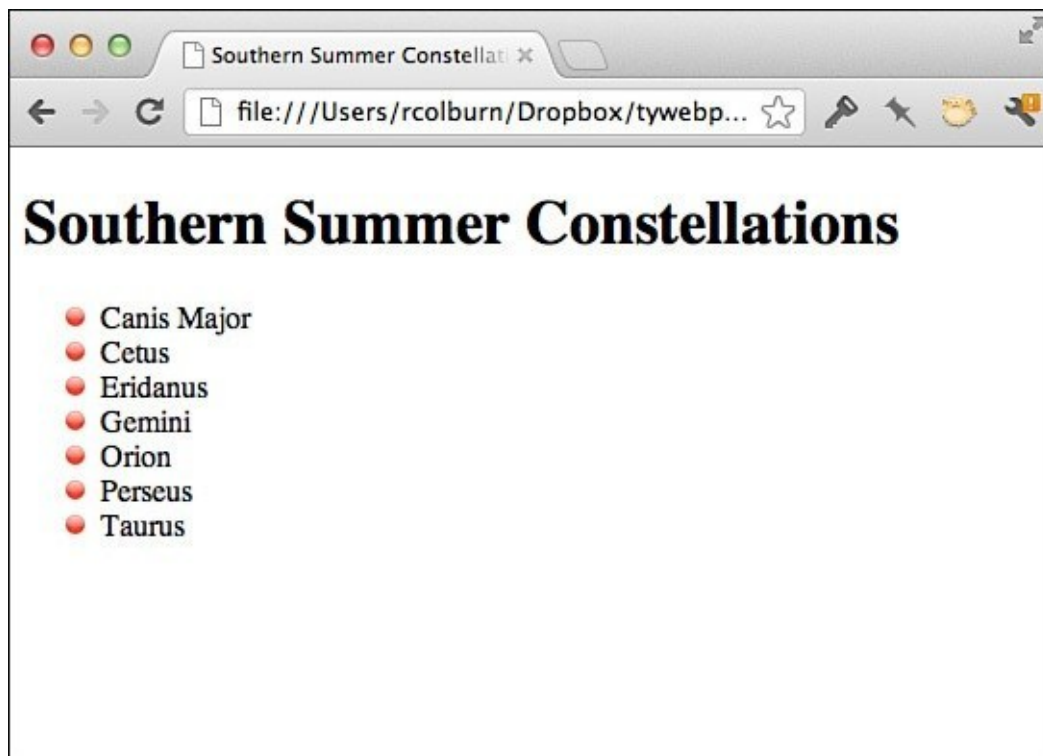 Southern Summer Constellati
file:///Users/rcolburn/Dropbox/tywebp...
Southern Summer Constellations
Canis Major
Cetus
Eridanus
Gemini
Orion
Perseus
Taurus